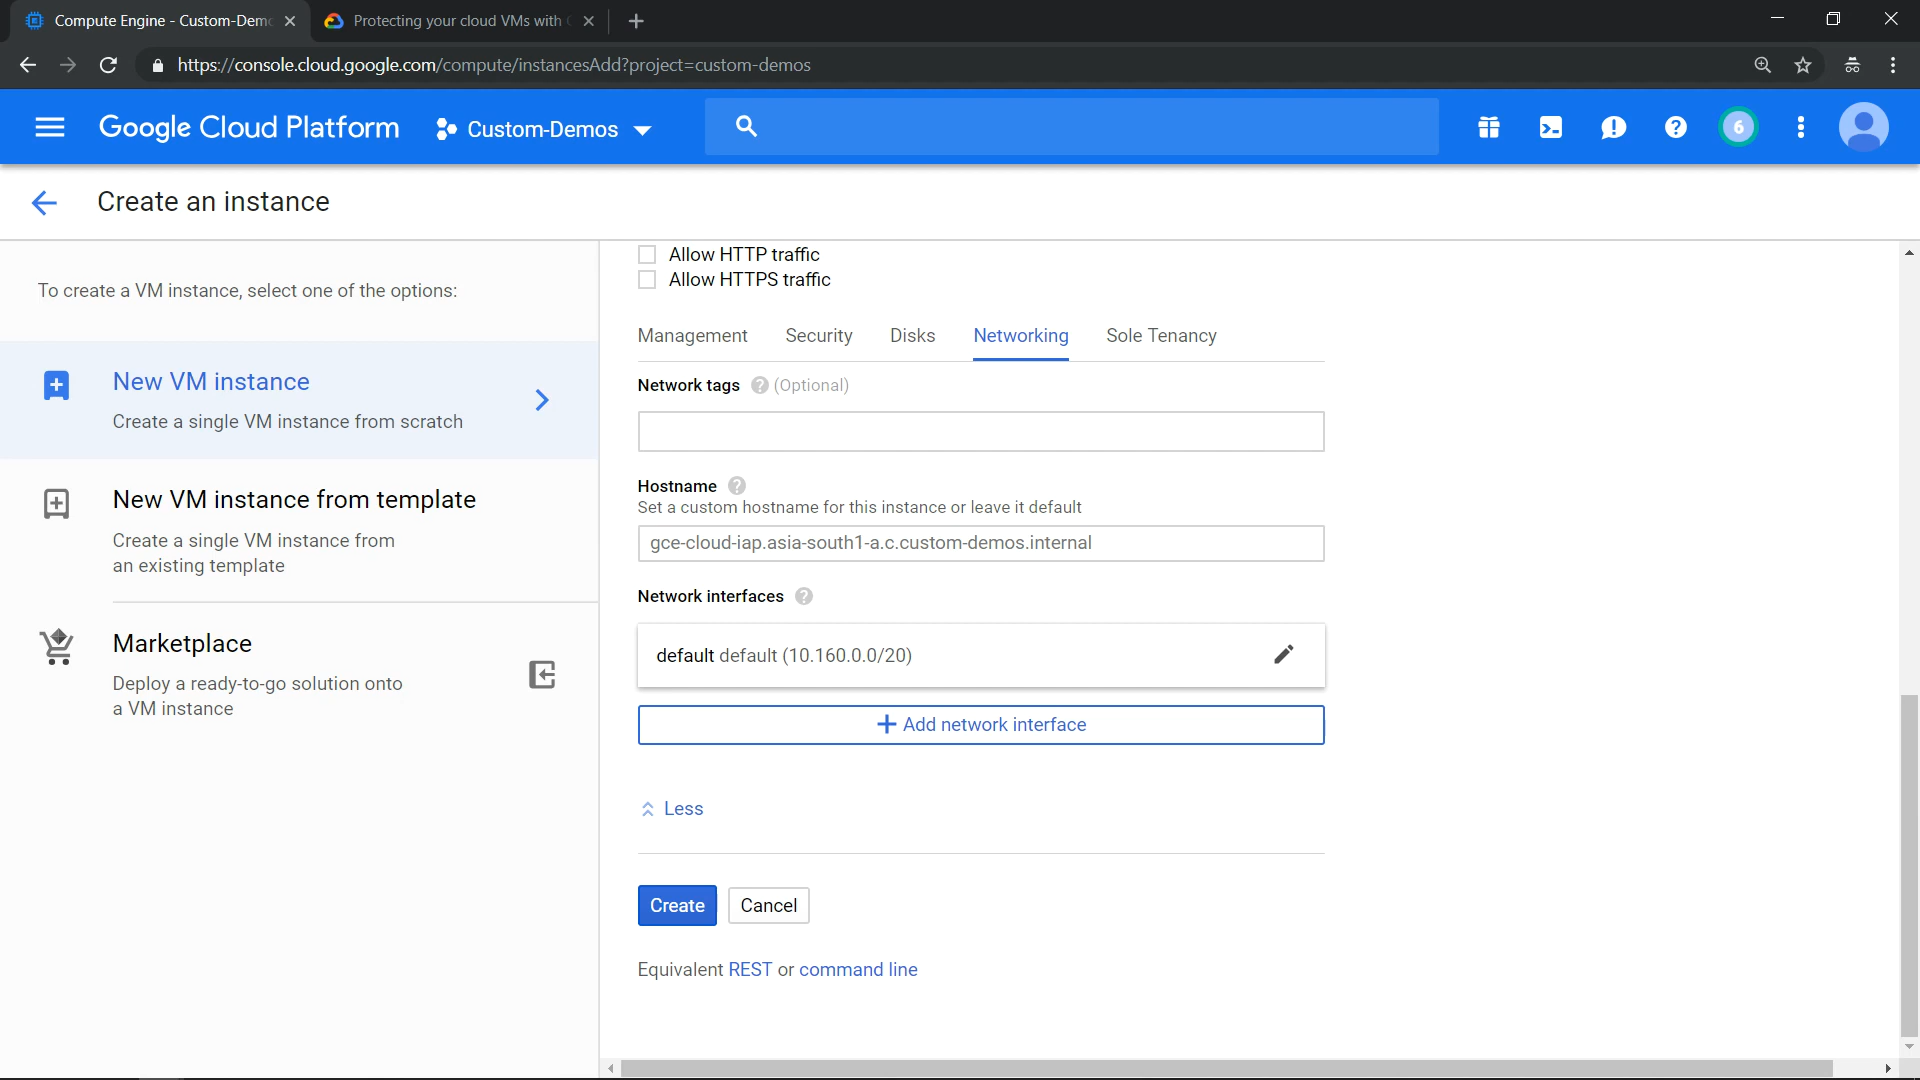 Compute Engine - Custom-Dem
Protecting your cloud VMs with
https://console.cloud.google.com/compute/instancesAdd?project=custom-demos
Google Cloud Platform
Custom-Demos
6
Create an instance
To create a VM instance, select one of the options:
New VM instance
Create a single VM instance from scratch
New VM instance from template
Create a single VM instance from
an existing template
Marketplace
Deploy a ready-to-go solution onto
a VM instance
Allow HTTP traffic
Allow HTTPS traffic
Management Security Disks Networking Sole Tenancy
Network tags ? (Optional)
Hostname ?
Set a custom hostname for this instance or leave it default
gce-cloud-iap.asia-south1-a.c.custom-demos.internal
Network interfaces ?
default default (10.160.0.0/20)
+ Add network interface
Less
Create Cancel
Equivalent REST or command line